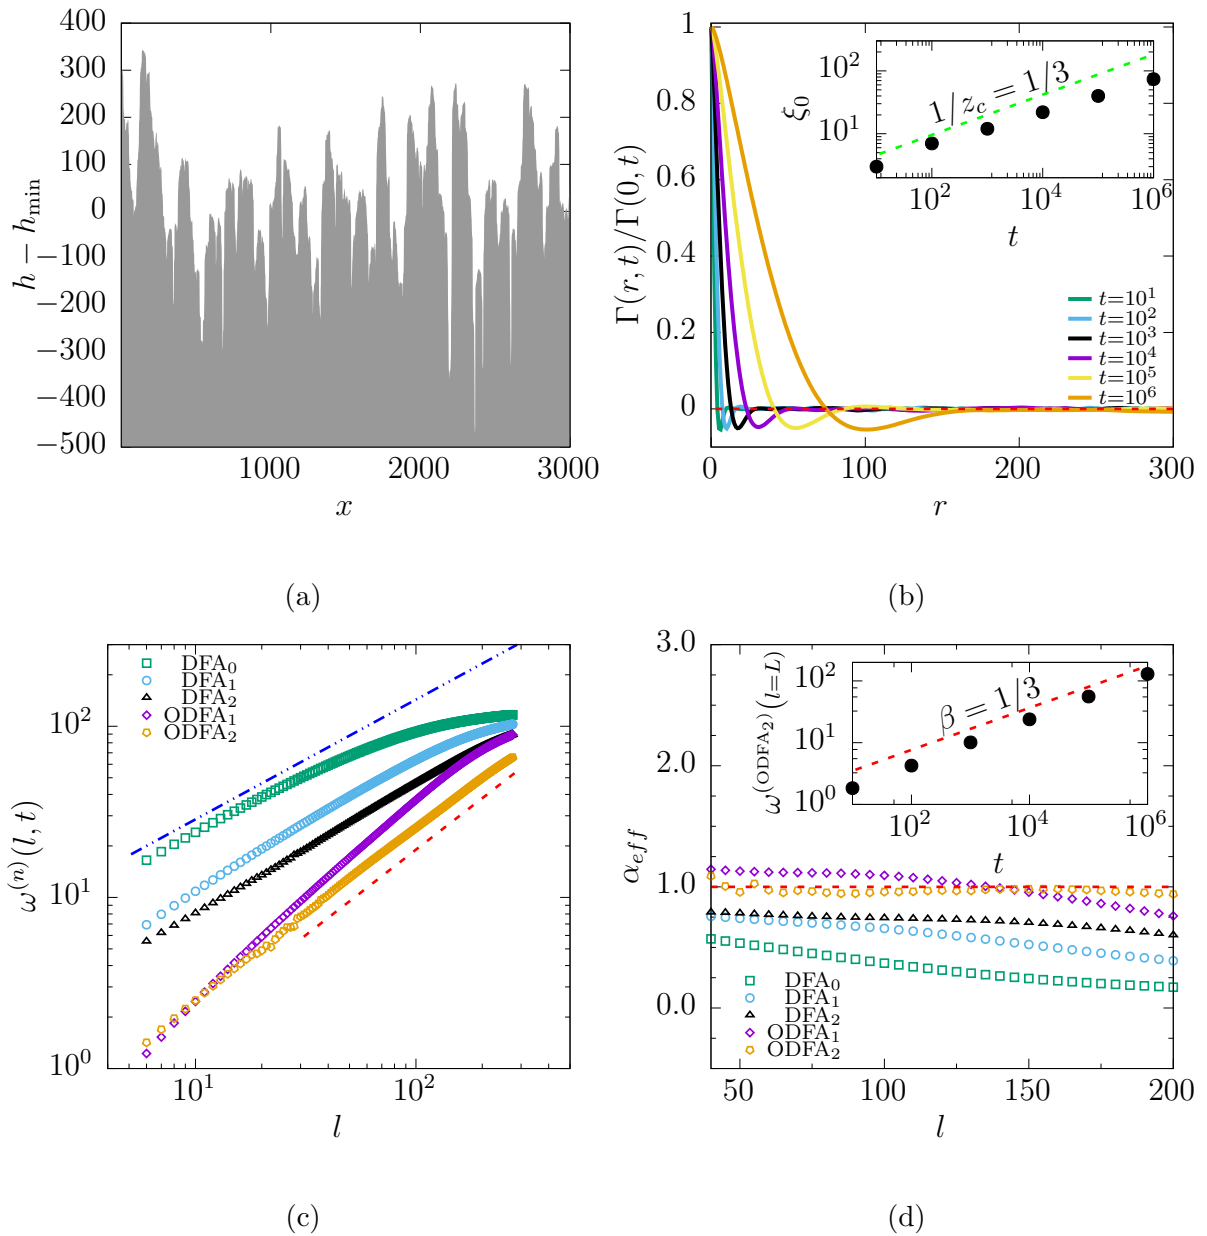 400
300
200
100
0
−100
−200
−300
−400
−500
h − h_min
1000
2000
3000
x
(a)
1
0.8
0.6
0.4
0.2
0
Γ(r, t)/Γ(0, t)
0
100
200
300
r
10^2
10^1
ξ_0
1/z_c = 1/3
10^2
10^4
10^6
t
t=10^1
t=10^2
t=10^3
t=10^4
t=10^5
t=10^6
(b)
10^2
10^1
10^0
ω^(n)(l, t)
DFA_0
DFA_1
DFA_2
ODFA_1
ODFA_2
10^1
10^2
l
(c)
3.0
2.0
1.0
0.0
α_eff
10^2
10^1
10^0
ω^(ODFA_2)(l=L)
β = 1/3
10^2
10^4
10^6
t
DFA_0
DFA_1
DFA_2
ODFA_1
ODFA_2
50
100
150
200
l
(d)